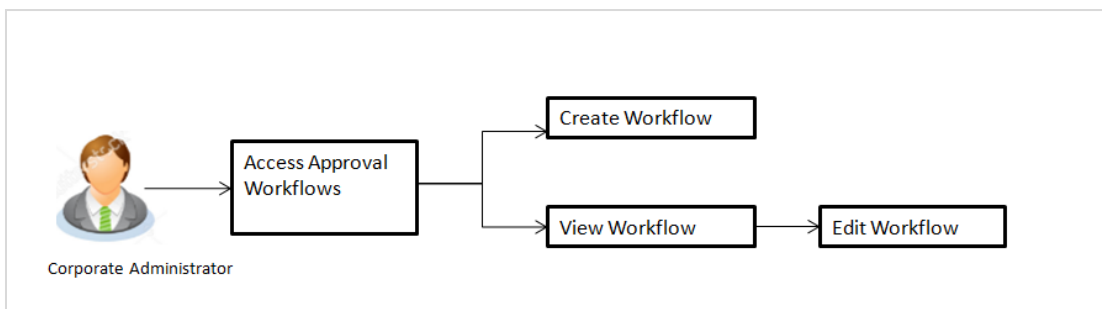 Create Workflow
Access Approval
Workflows
View Workflow
Edit Workflow
Corporate Administrator